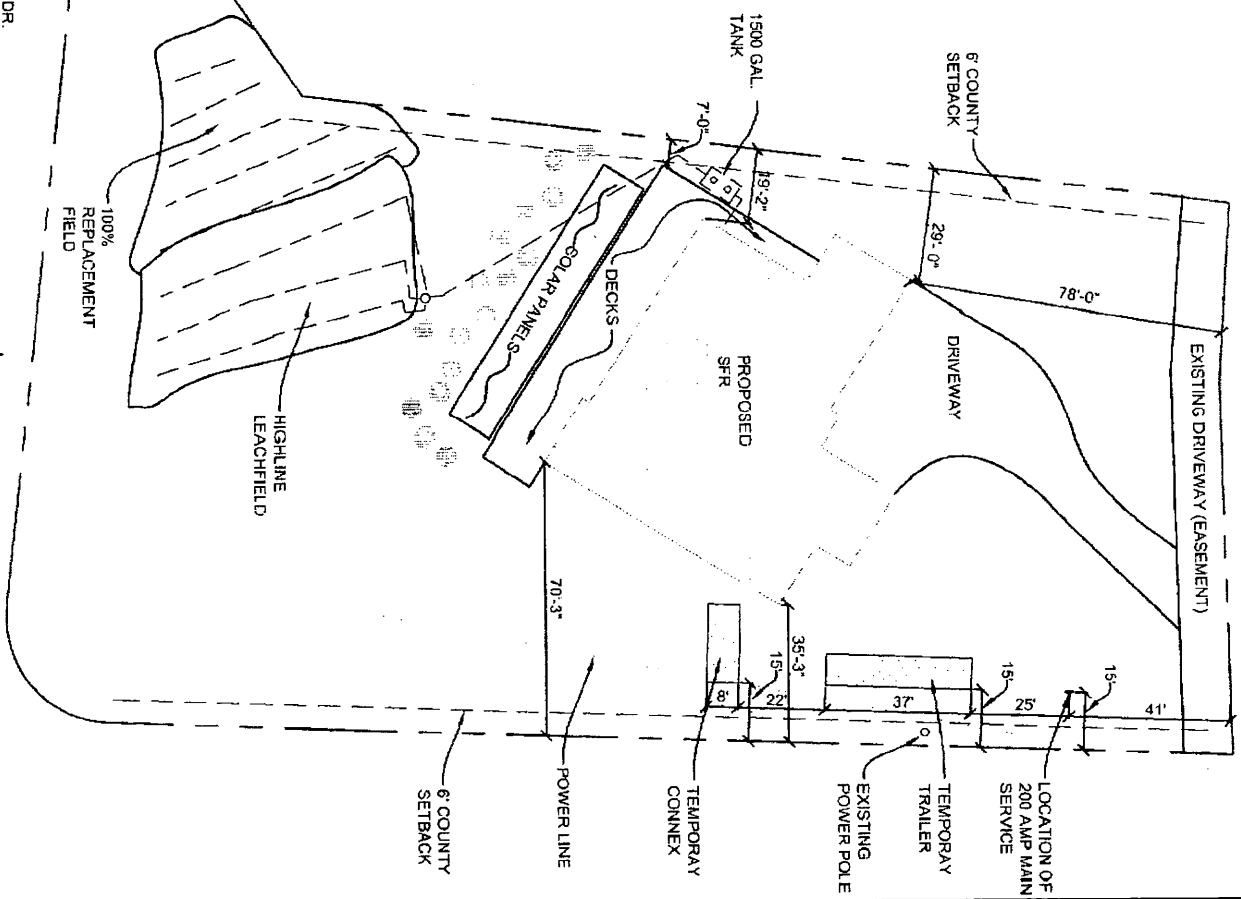 DR.
1500 GAL.
TANK
6' COUNTY
SETBACK
7'-0"
19'-2"
29'-0"
78'-0"
EXISTING DRIVEWAY (EASEMENT)
DRIVEWAY
PROPOSED
SFR
DECKS
SOLAR PANELS
100%
REPLACEMENT
FIELD
HIGHLINE
LEACHFIELD
70'-3"
35'-3"
15'
8'
22'
37'
15'
25'
15'
41'
LOCATION OF
200 AMP MAIN
SERVICE
TEMPORAY
TRAILER
EXISTING
POWER POLE
TEMPORAY
CONNEX
POWER LINE
6' COUNTY
SETBACK